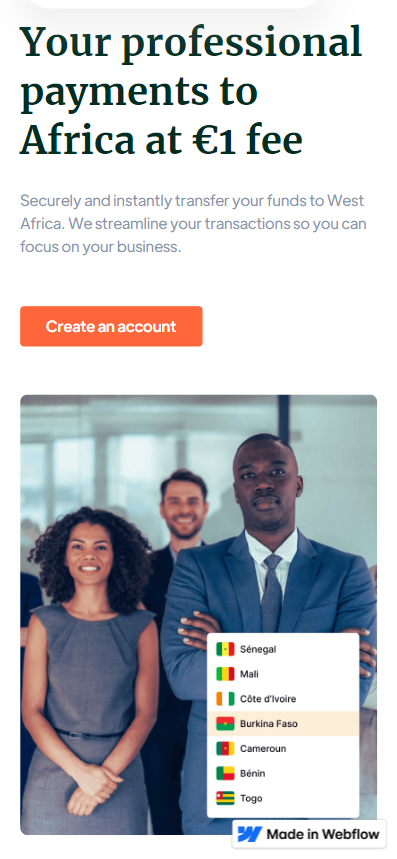 Your professional
payments to
Africa at €1 fee
Securely and instantly transfer your funds to West
Africa. We streamline your transactions so you can
focus on your business.
Create an account
Sénégal
Mali
Côte d'Ivoire
Burkina Faso
Cameroun
Bénin
Togo
Made in Webflow